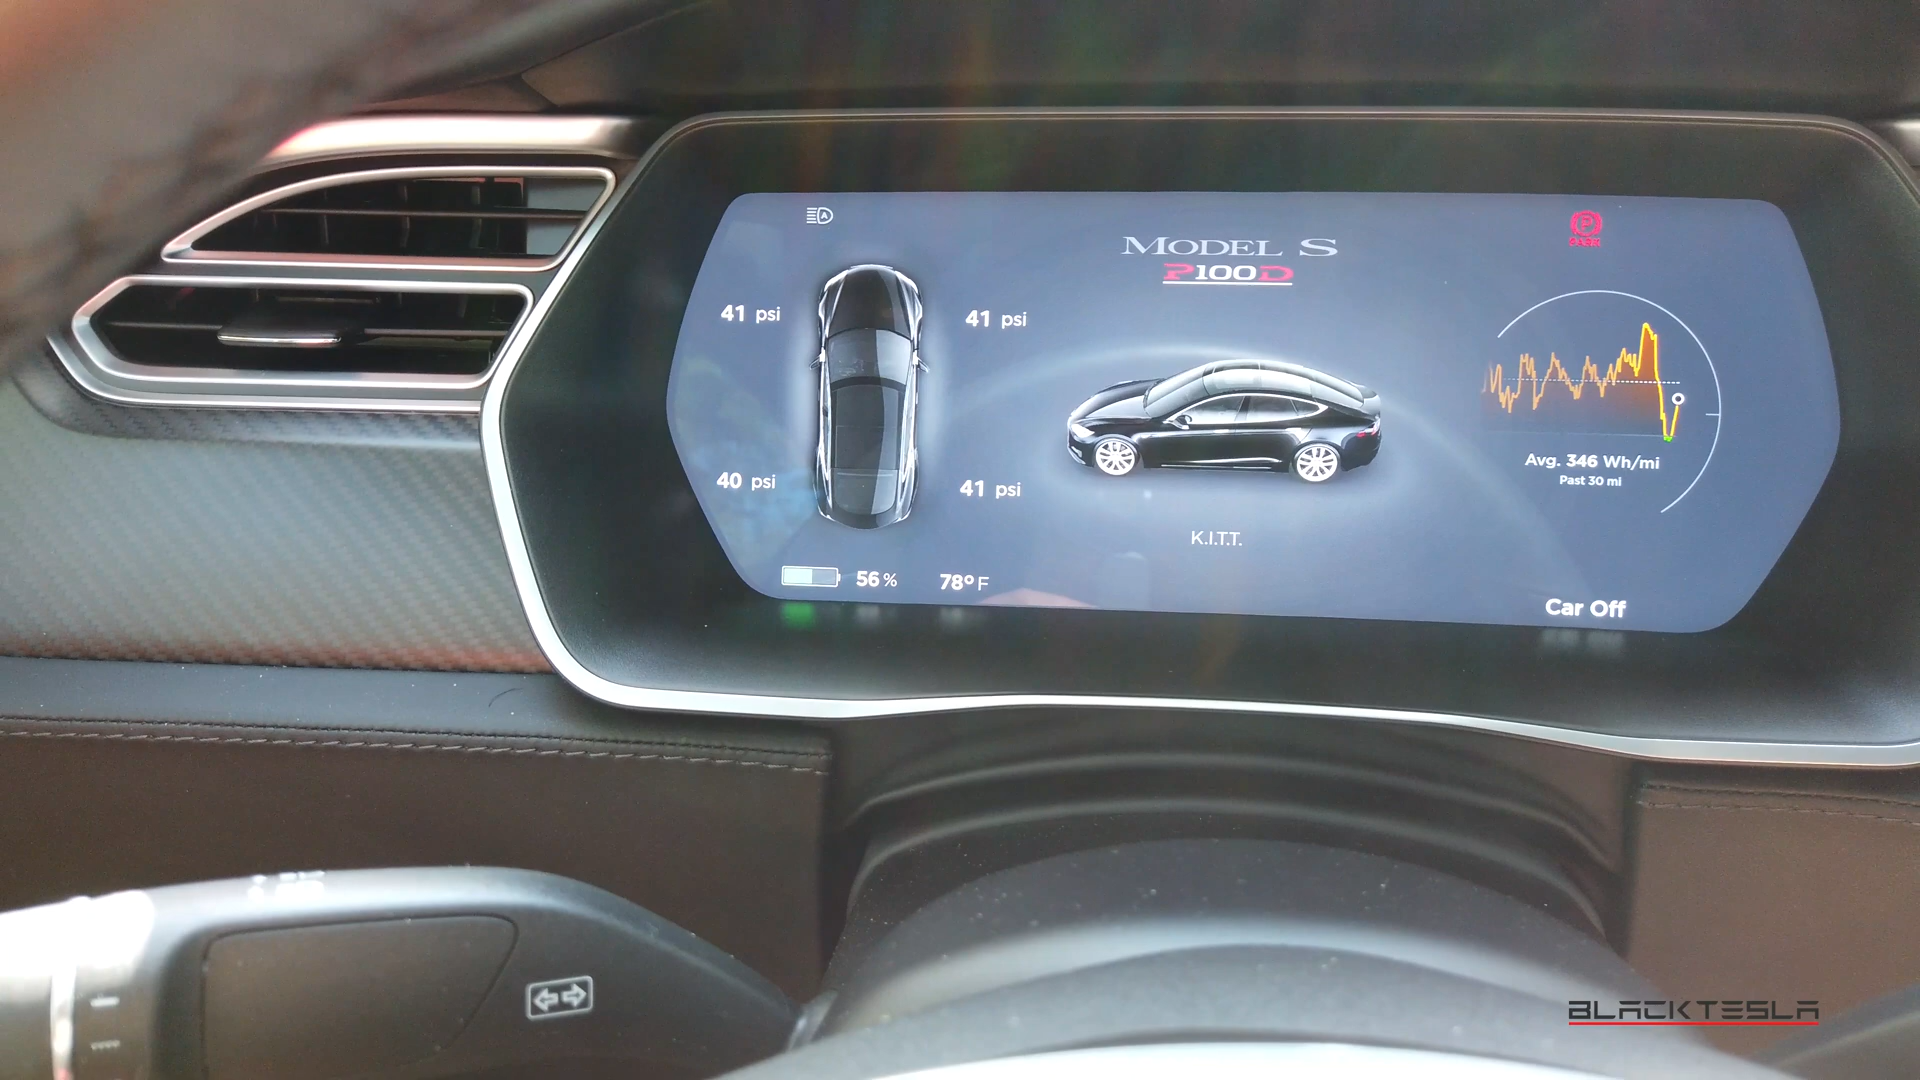 MODEL S
P100D
PARK
41 psi
41 psi
40 psi
41 psi
Avg. 346 Wh/mi
Past 30 mi
K.I.T.T.
56 %
78° F
Car Off
BLACKTESLA